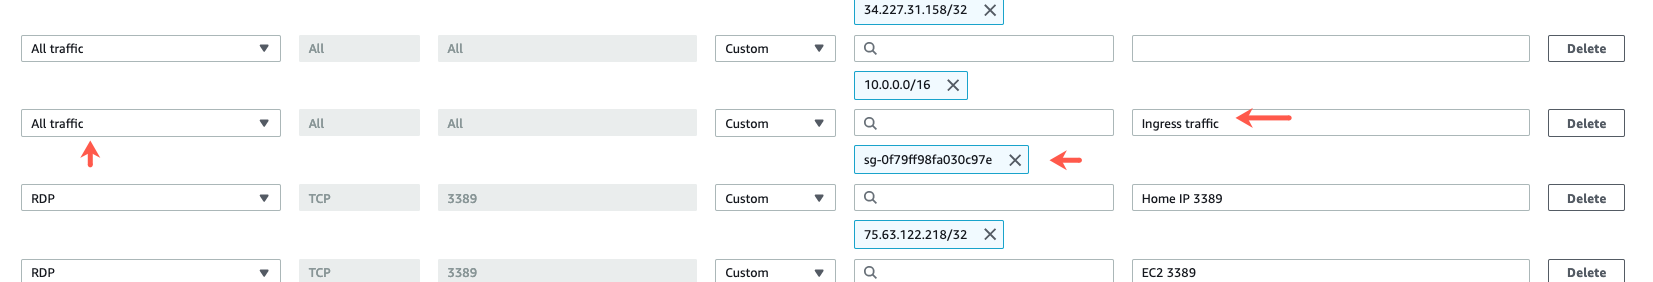 34.227.31.158/32
All traffic All All Custom Delete
10.0.0.0/16
All traffic All All Custom Ingress traffic Delete
sg-0f79ff98fa030c97e
RDP TCP 3389 Custom Home IP 3389 Delete
75.63.122.218/32
RDP TCP 3389 Custom EC2 3389 Delete